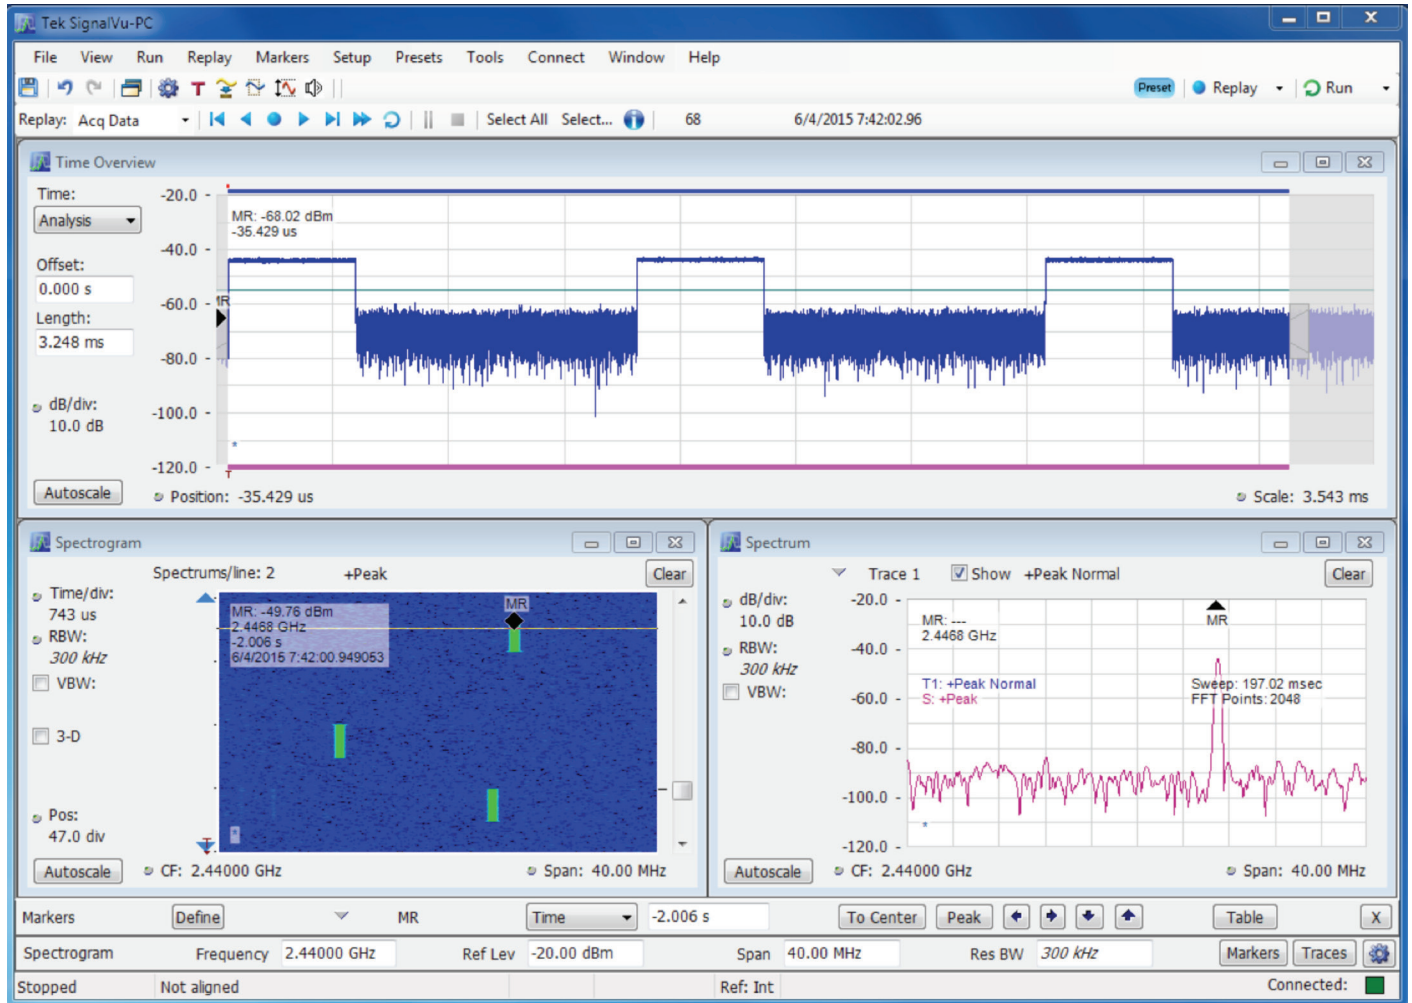 Tek SignalVu-PC
File View Run Replay Markers Setup Presets Tools Connect Window Help
T Preset Replay Run
Replay: Acq Data Select All Select... 68 6/4/2015 7:42:02.96
Time Overview
Time:
Analysis
Offset:
0.000 s
Length:
3.248 ms
dB/div:
10.0 dB
Autoscale
-20.0 -
-40.0 -
-60.0 -
-80.0 -
-100.0 -
-120.0 -
MR: -68.02 dBm
-35.429 us
MR
*
T
Position: -35.429 us Scale: 3.543 ms
Spectrogram
Spectrums/line: 2 +Peak Clear
Time/div:
743 us
RBW:
300 kHz
VBW:
3-D
Pos:
47.0 div
MR: -49.76 dBm
2.4468 GHz
-2.006 s
6/4/2015 7:42:00.949053
MR
*
T
Autoscale CF: 2.44000 GHz Span: 40.00 MHz
Spectrum
Trace 1 Show +Peak Normal Clear
dB/div:
10.0 dB
RBW:
300 kHz
VBW:
-20.0 -
-40.0 -
-60.0 -
-80.0 -
-100.0 -
-120.0 -
MR: ---
2.4468 GHz
MR
T1: +Peak Normal
S: +Peak
Sweep: 197.02 msec
FFT Points: 2048
*
Autoscale CF: 2.44000 GHz Span: 40.00 MHz
Markers Define MR Time -2.006 s To Center Peak Table X
Spectrogram Frequency 2.44000 GHz Ref Lev -20.00 dBm Span 40.00 MHz Res BW 300 kHz Markers Traces
Stopped Not aligned Ref: Int Connected: